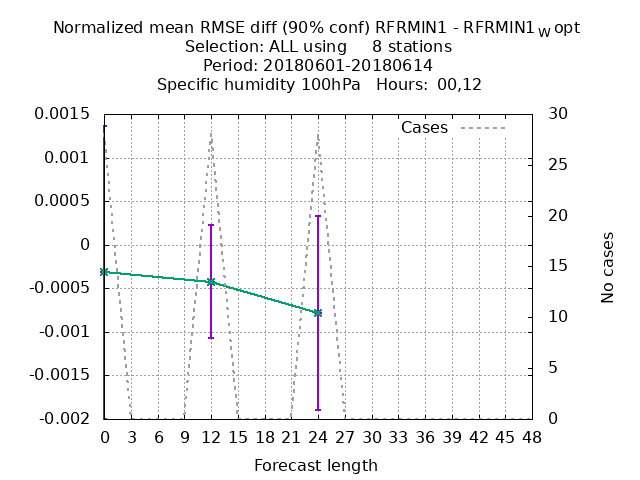 Normalized mean RMSE diff (90% conf) RFRMIN1 - RFRMIN1wopt
Selection: ALL using     8 stations
Period: 20180601-20180614
Specific humidity 100hPa   Hours: 00,12
Cases
0.0015
0.001
0.0005
0
-0.0005
-0.001
-0.0015
-0.002
30
25
20
15
10
5
0
No cases
0 3 6 9 12 15 18 21 24 27 30 33 36 39 42 45 48
Forecast length